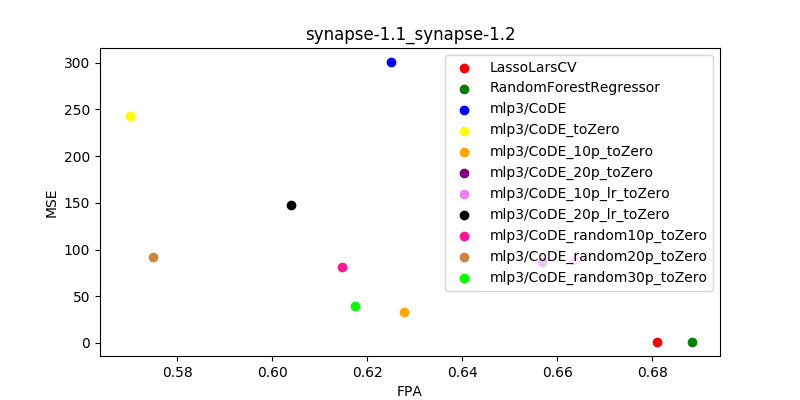 synapse-1.1_synapse-1.2
300
250
200
150
100
50
0
MSE
0.58 0.60 0.62 0.64 0.66 0.68
FPA
LassoLarsCV
RandomForestRegressor
mlp3/CoDE
mlp3/CoDE_toZero
mlp3/CoDE_10p_toZero
mlp3/CoDE_20p_toZero
mlp3/CoDE_10p_lr_toZero
mlp3/CoDE_20p_lr_toZero
mlp3/CoDE_random10p_toZero
mlp3/CoDE_random20p_toZero
mlp3/CoDE_random30p_toZero